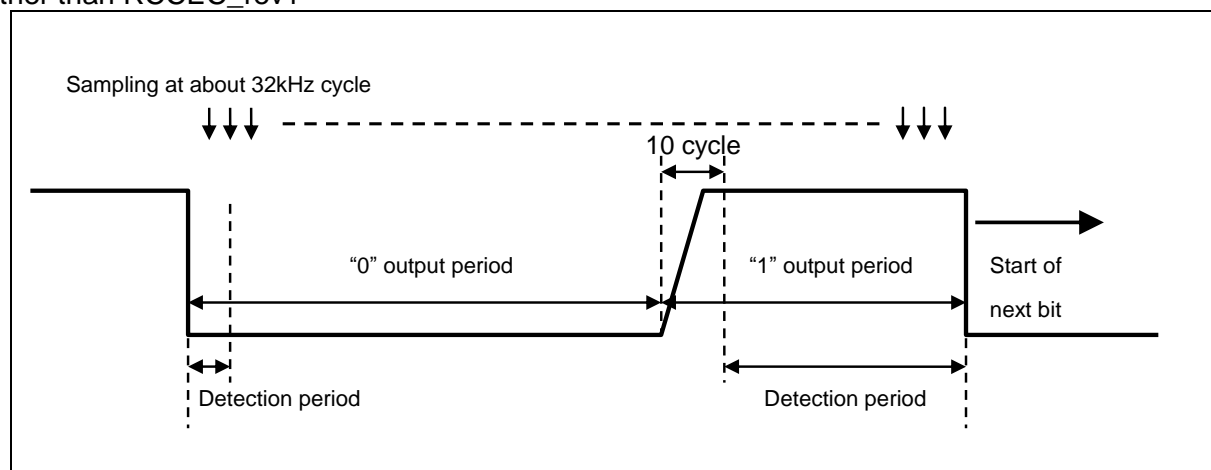 Sampling at about 32kHz cycle
10 cycle
“0” output period
“1” output period
Start of
next bit
Detection period
Detection period